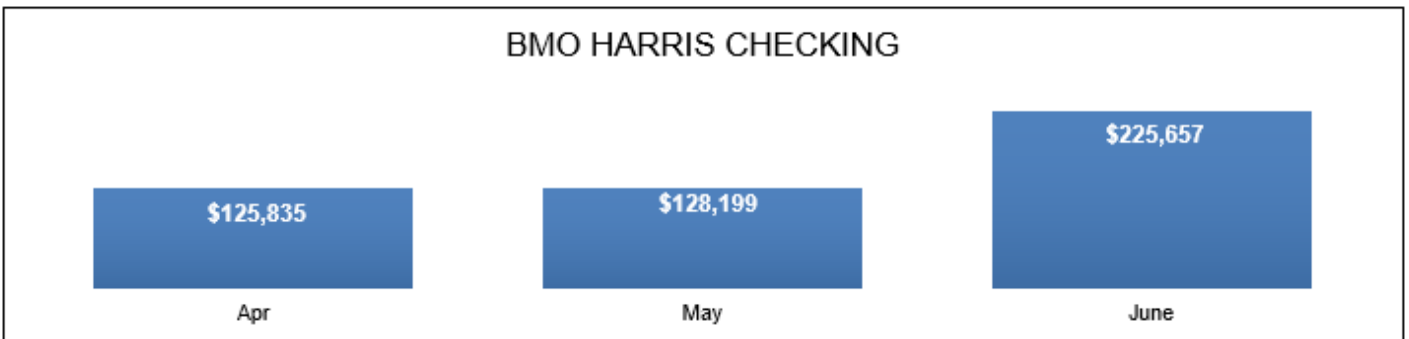 BMO HARRIS CHECKING
$225,657
$125,835 $128,199
Apr May June